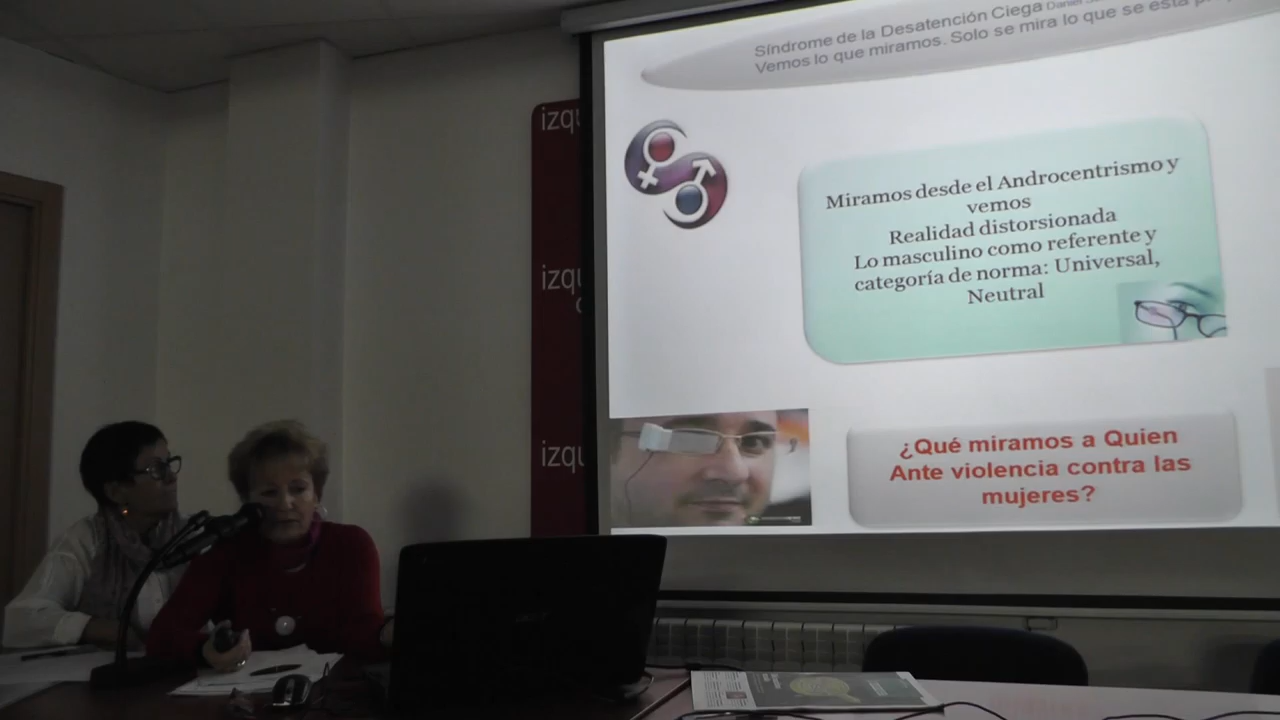 Síndrome de la Desatención Ciega Daniel
Vemos lo que miramos. Solo se mira lo que se está
izqu
Miramos desde el Androcentrismo y
vemos
Realidad distorsionada
Lo masculino como referente y
categoría de norma: Universal,
Neutral
izqu
izqu
¿Qué miramos a Quien
Ante violencia contra las
mujeres?